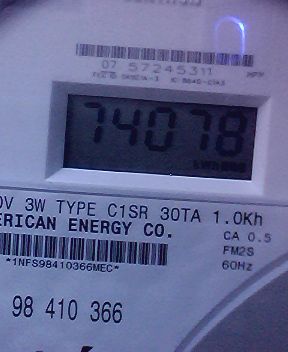 07 57245311
74078
kWh
0V 3W TYPE C1SR 30TA 1.0Kh
ERICAN ENERGY CO.
CA 0.5
FM2S
60Hz
*1NFS98410366MEC*
98 410 366